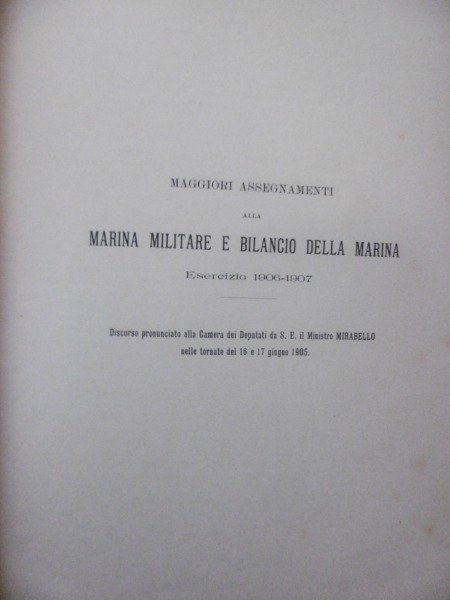 MAGGIORI ASSEGNAMENTI
ALLA
MARINA MILITARE E BILANCIO DELLA MARINA
Esercizio 1906-1907
Discorso pronunciato alla Camera dei Deputati da S. E. il Ministro MIRABELLO
nelle tornate del 16 e 17 giugno 1905.